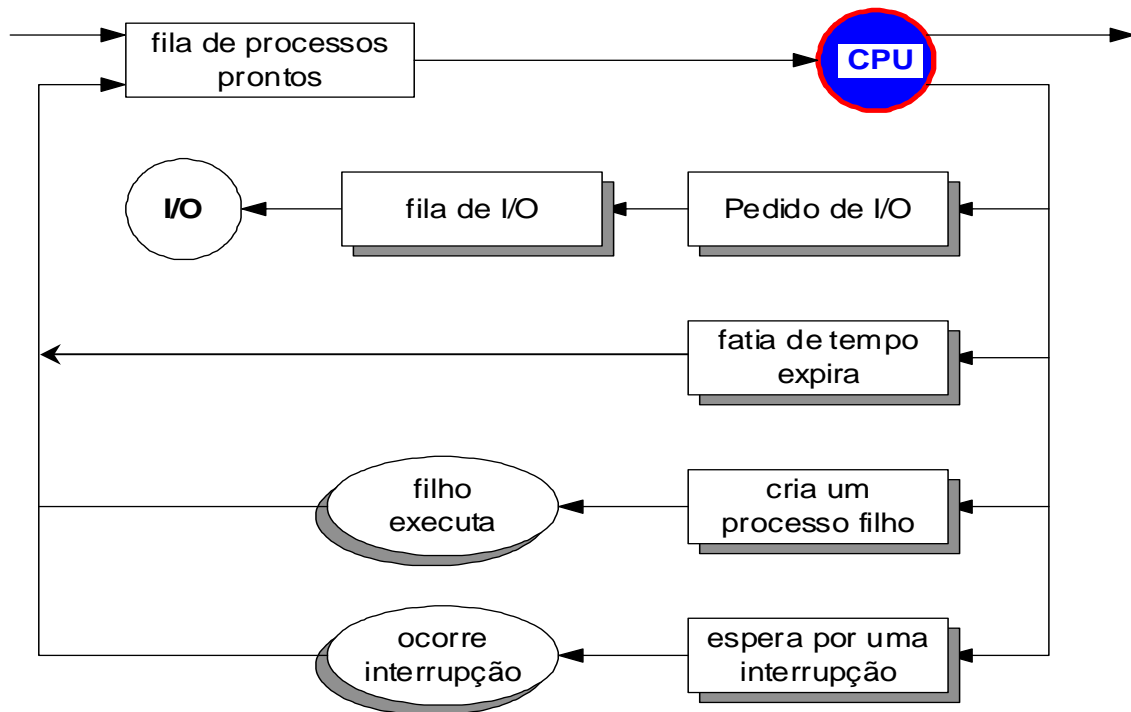 fila de processos
prontos
CPU
I/O
fila de I/O
Pedido de I/O
fatia de tempo
expira
filho
executa
cria um
processo filho
ocorre
interrupção
espera por uma
interrupção